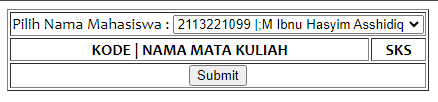 Pilih Nama Mahasiswa : 2113221099 |;M Ibnu Hasyim Asshidiq
KODE | NAMA MATA KULIAH SKS
Submit